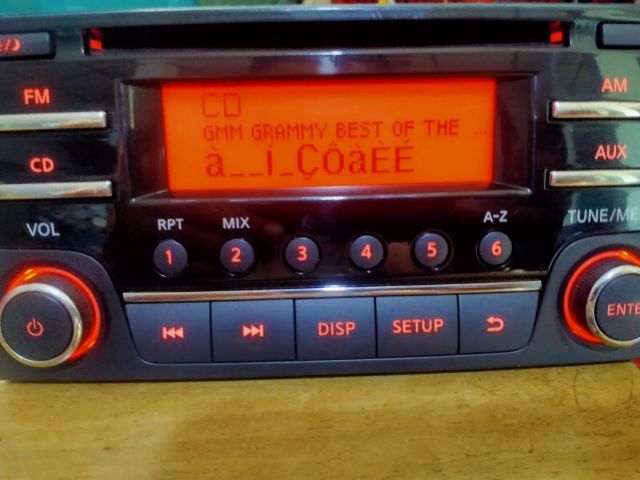 FM
CD
VOL
CD
GMM GRAMMY BEST OF THE ...
à__Í_ÇÔàÈÉ
AM
AUX
TUNE/ME
RPT
MIX
A-Z
1
2
3
4
5
6
DISP
SETUP
ENTE